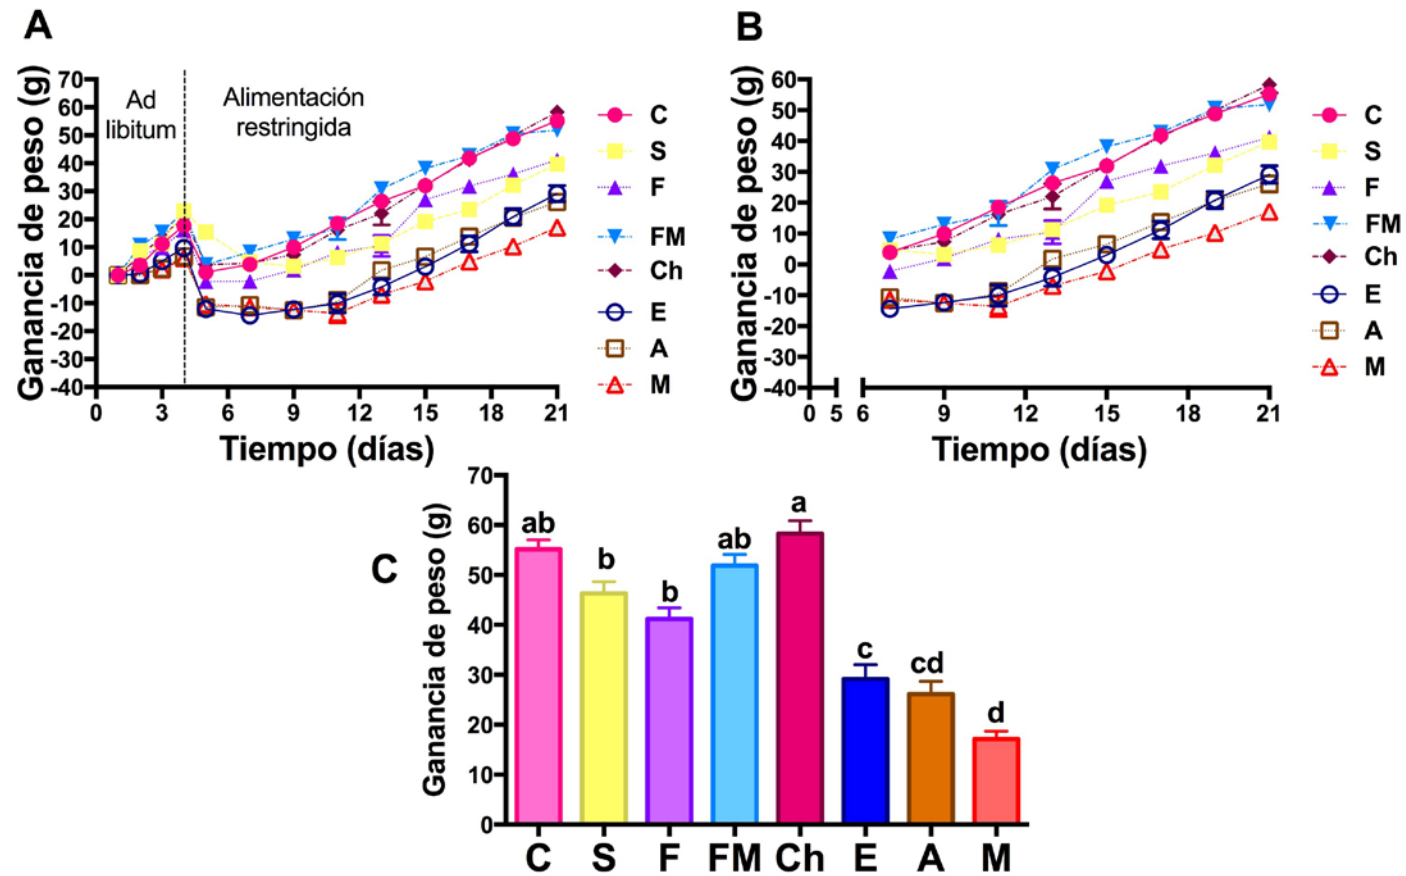 A
Ganancia de peso (g)
70
60
50
40
30
20
10
0
-10
-20
-30
-40
Ad
libitum
Alimentación
restringida
0 3 6 9 12 15 18 21
Tiempo (días)
C
S
F
FM
Ch
E
A
M
B
Ganancia de peso (g)
60
50
40
30
20
10
0
-10
-20
-30
-40
0 5 6 9 12 15 18 21
Tiempo (días)
C
S
F
FM
Ch
E
A
M
C
Ganancia de peso (g)
70
60
50
40
30
20
10
0
ab
b
b
ab
a
c
cd
d
C S F FM Ch E A M